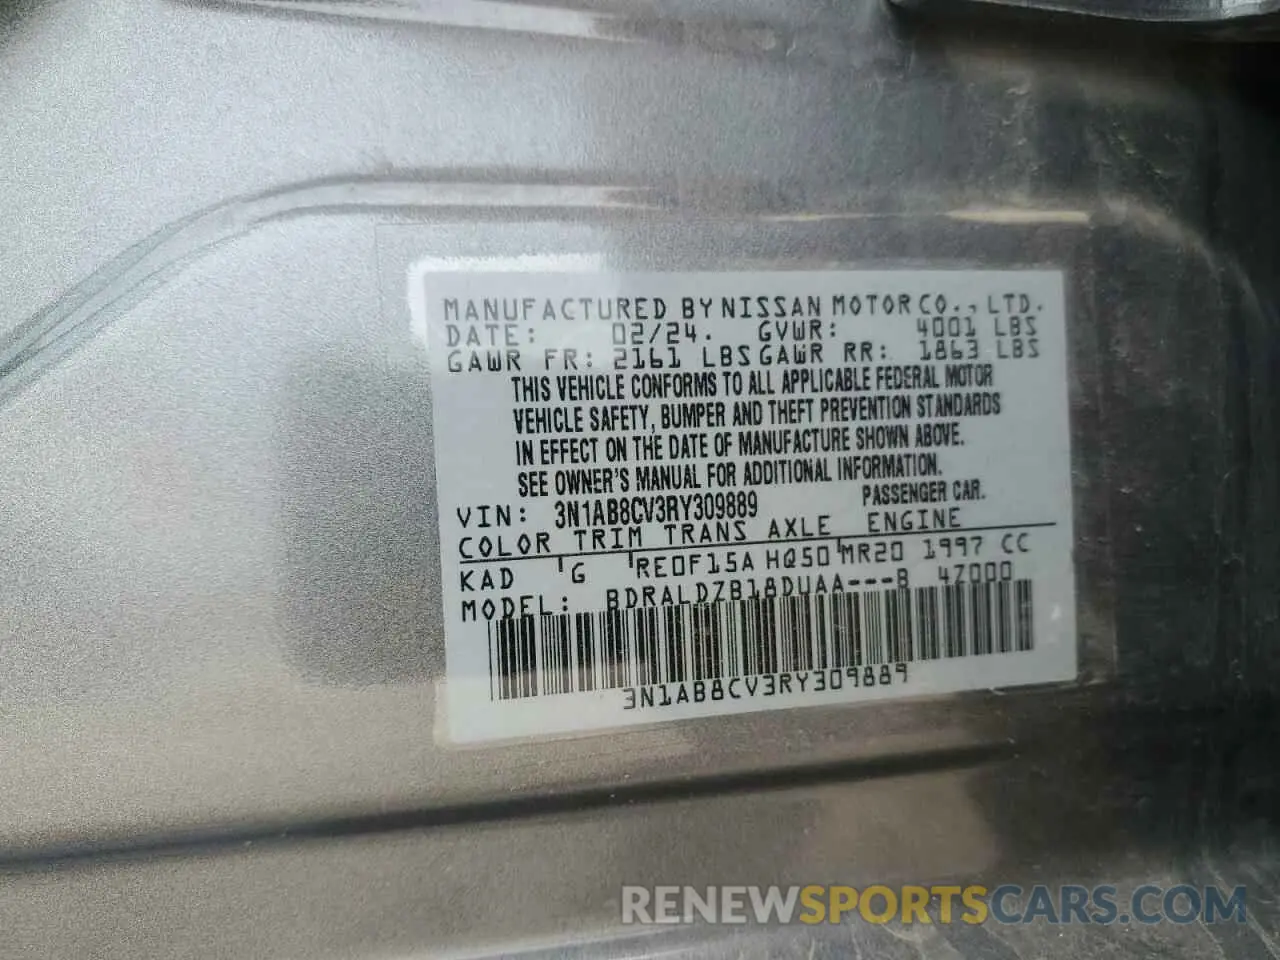 MANUFACTURED BY NISSAN MOTOR CO., LTD.
DATE: 02/24. GVWR: 4001 LBS
GAWR FR: 2161 LBS GAWR RR: 1863 LBS
THIS VEHICLE CONFORMS TO ALL APPLICABLE FEDERAL MOTOR
VEHICLE SAFETY, BUMPER AND THEFT PREVENTION STANDARDS
IN EFFECT ON THE DATE OF MANUFACTURE SHOWN ABOVE.
SEE OWNER'S MANUAL FOR ADDITIONAL INFORMATION.
VIN: 3N1AB8CV3RY309889 PASSENGER CAR.
COLOR TRIM TRANS AXLE ENGINE
KAD G RE0F15A HQ50 MR20 1997 CC
MODEL: BDRALDZB18DUAA---B 4Z000
3N1AB8CV3RY309889
RENEWSPORTSCARS.COM